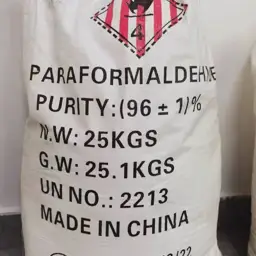 4
PARAFORMALDEHYDE
PURITY:(96 ± 1)%
N.W: 25KGS
G.W: 25.1KGS
UN NO.: 2213
MADE IN CHINA